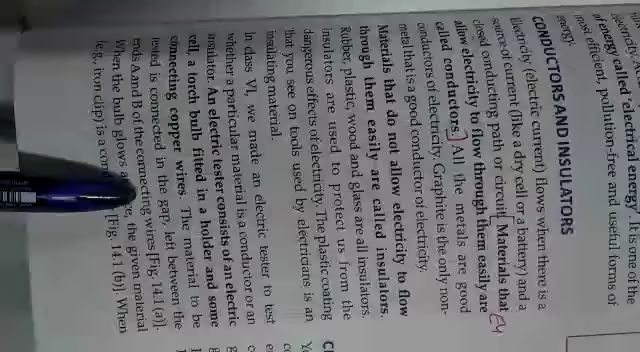 electricity. A
of energy called electrical energy. It is one of the
most efficient, pollution-free and useful forms of
energy.
CONDUCTORS AND INSULATORS
Electricity (electric current) flows when there is a
source of current (like a dry cell or a battery) and a
closed conducting path or circuit. Materials that
allow electricity to flow through them easily are
called conductors. All the metals are good
conductors of electricity. Graphite is the only non-
metal that is a good conductor of electricity.
Materials that do not allow electricity to flow
through them easily are called insulators.
Rubber, plastic, wood and glass are all insulators.
Insulators are used to protect us from the
dangerous effects of electricity. The plastic coating
that you see on tools used by electricians is an
insulating material.
In class VI, we made an electric tester to test
whether a particular material is a conductor or an
insulator. An electric tester consists of an electric
cell, a torch bulb fitted in a holder and some
connecting copper wires. The material to be
tested is connected in the gap, left between the
ends A and B of the connecting wires [Fig. 14.1 (a)].
When the bulb glows, the given material
(e.g., iron clip) is a [Fig. 14.1 (b)]. When